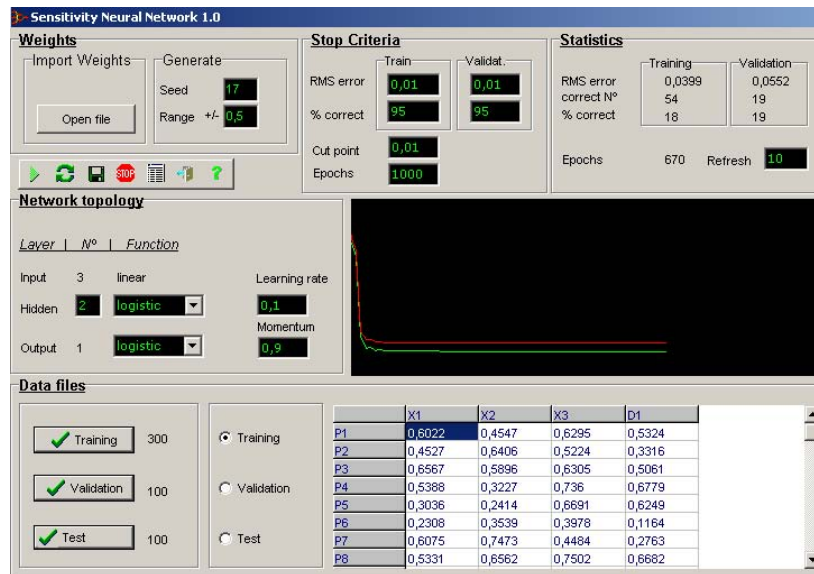 Sensitivity Neural Network 1.0
Weights
Import Weights
Open file
Generate
Seed 17
Range +/- 0,5
Stop Criteria
Train Validat.
RMS error 0,01 0,01
% correct 95 95
Cut point 0,01
Epochs 1000
Statistics
Training Validation
RMS error 0,0399 0,0552
correct Nº 54 19
% correct 18 19
Epochs 670 Refresh 10
STOP
?
Network topology
Layer | Nº | Function
Input 3 linear
Hidden 2 logistic
Output 1 logistic
Learning rate
0,1
Momentum
0,9
Data files
Training 300
Validation 100
Test 100
Training
Validation
Test
X1 X2 X3 D1
P1 0,6022 0,4547 0,6295 0,5324
P2 0,4527 0,6406 0,5224 0,3316
P3 0,6567 0,5896 0,6305 0,5061
P4 0,5388 0,3227 0,736 0,6779
P5 0,3036 0,2414 0,6691 0,6249
P6 0,2308 0,3539 0,3978 0,1164
P7 0,6075 0,7473 0,4484 0,2763
P8 0,5331 0,6562 0,7502 0,6682